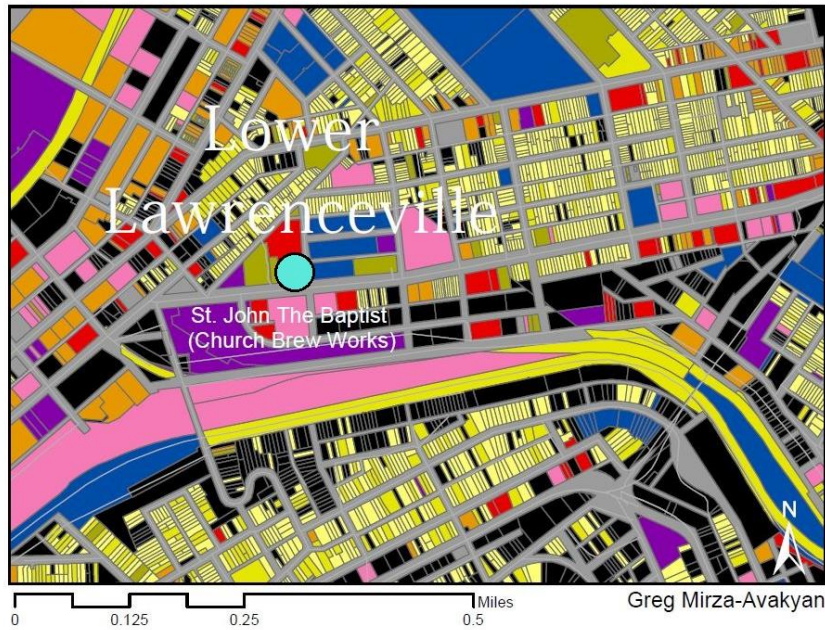 Lower
Lawrenceville
St. John The Baptist
(Church Brew Works)
N
Miles
0 0.125 0.25 0.5
Greg Mirza-Avakyan